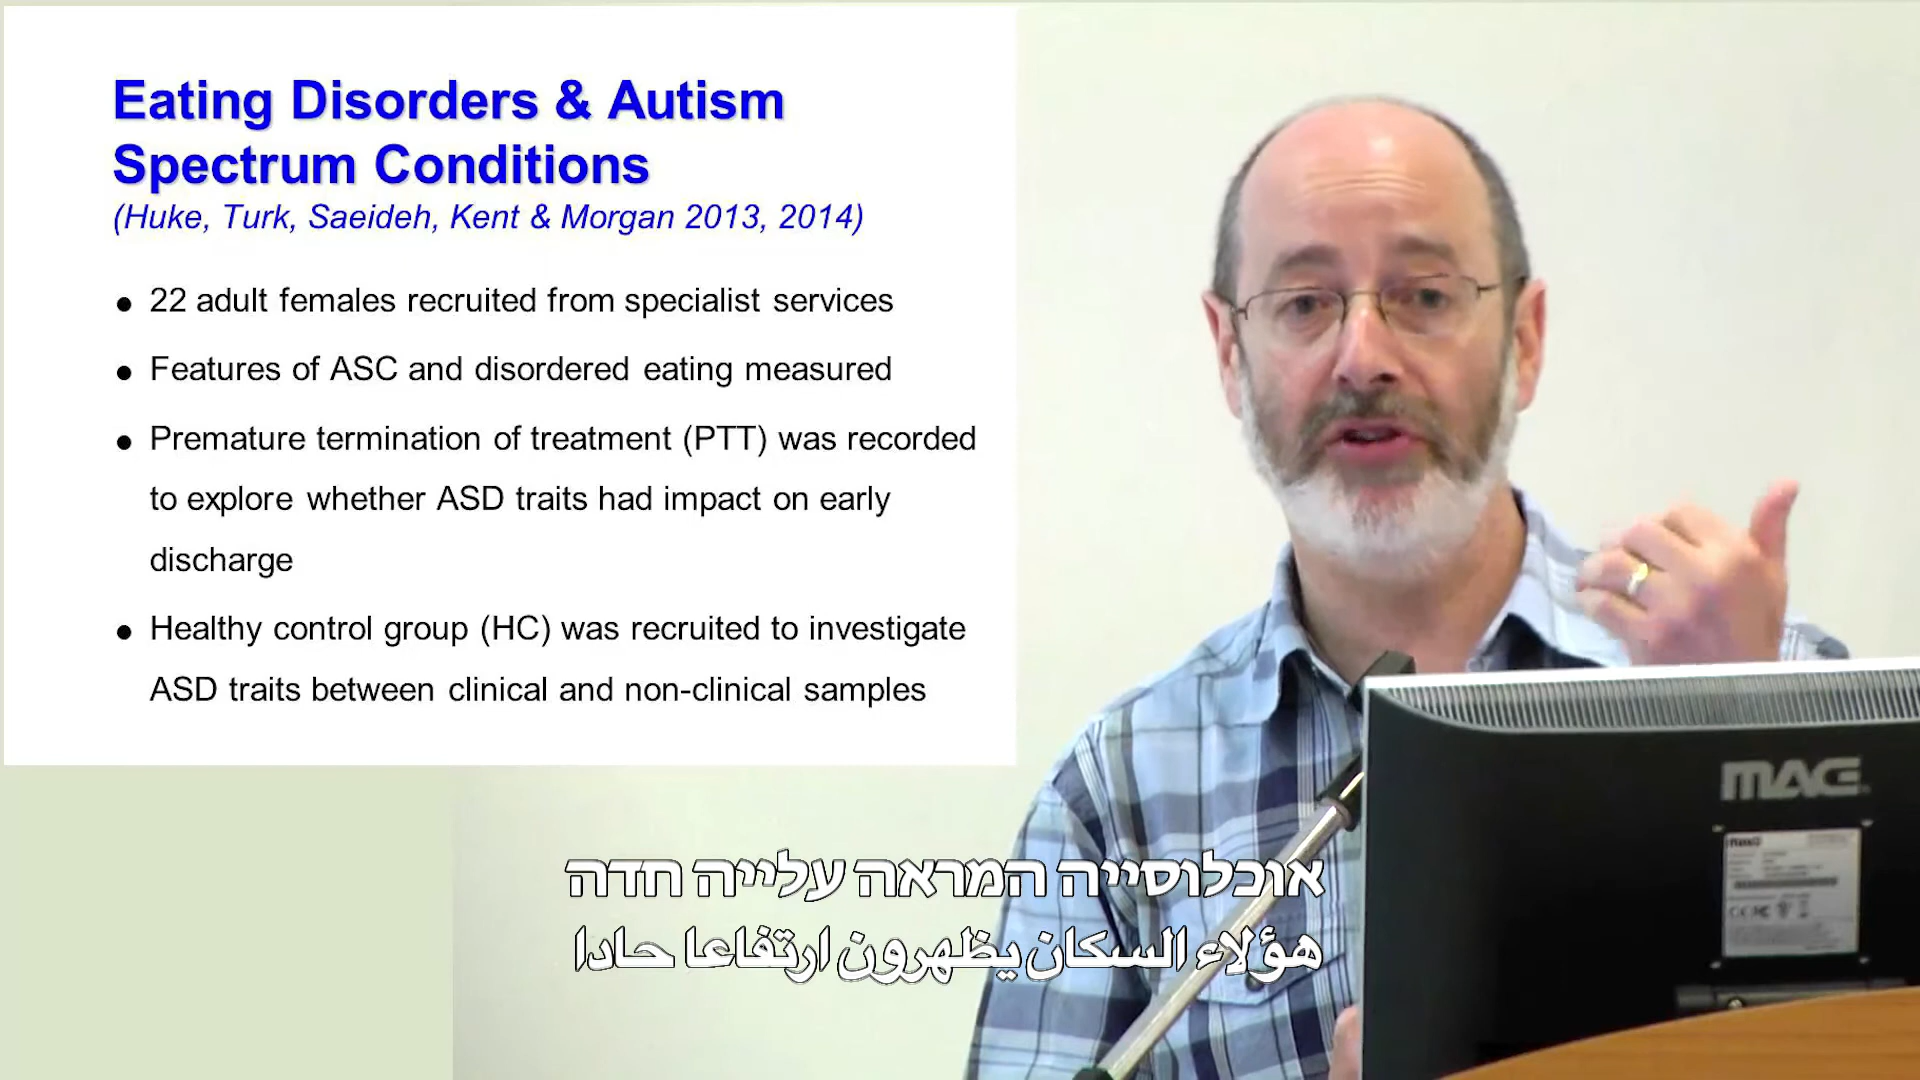 Eating Disorders & Autism
Spectrum Conditions
(Huke, Turk, Saeideh, Kent & Morgan 2013, 2014)
● 22 adult females recruited from specialist services
● Features of ASC and disordered eating measured
● Premature termination of treatment (PTT) was recorded
to explore whether ASD traits had impact on early
discharge
● Healthy control group (HC) was recruited to investigate
ASD traits between clinical and non-clinical samples
MAG
אוכלוסייה המראה עלייה חדה
هؤلاء السكان يظهرون ارتفاعا حادا